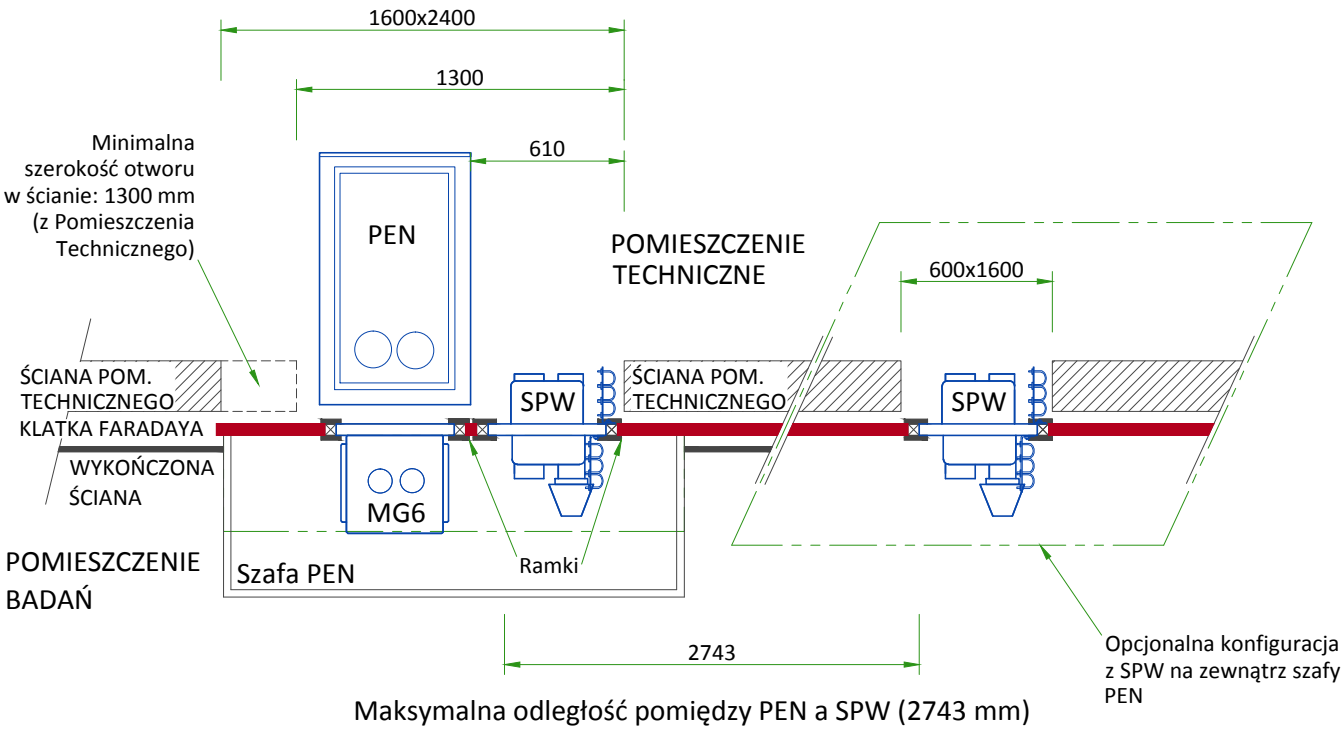 1600x2400
1300
610
Minimalna
szerokość otworu
w ścianie: 1300 mm
(z Pomieszczenia
Technicznego)
PEN
POMIESZCZENIE
TECHNICZNE
600x1600
ŚCIANA POM.
TECHNICZNEGO
KLATKA FARADAYA
WYKOŃCZONA
ŚCIANA
SPW
ŚCIANA POM.
TECHNICZNEGO
SPW
MG6
POMIESZCZENIE
BADAŃ
Szafa PEN
Ramki
2743
Opcjonalna konfiguracja
z SPW na zewnątrz szafy
PEN
Maksymalna odległość pomiędzy PEN a SPW (2743 mm)